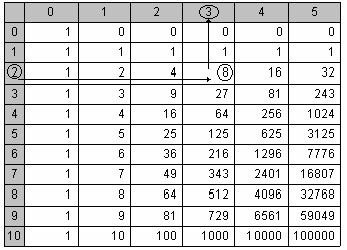 0 1 2 3 4 5
0 1 0 0 0 0 0
1 1 1 1 1 1 1
2 1 2 4 8 16 32
3 1 3 9 27 81 243
4 1 4 16 64 256 1024
5 1 5 25 125 625 3125
6 1 6 36 216 1296 7776
7 1 7 49 343 2401 16807
8 1 8 64 512 4096 32768
9 1 9 81 729 6561 59049
10 1 10 100 1000 10000 100000